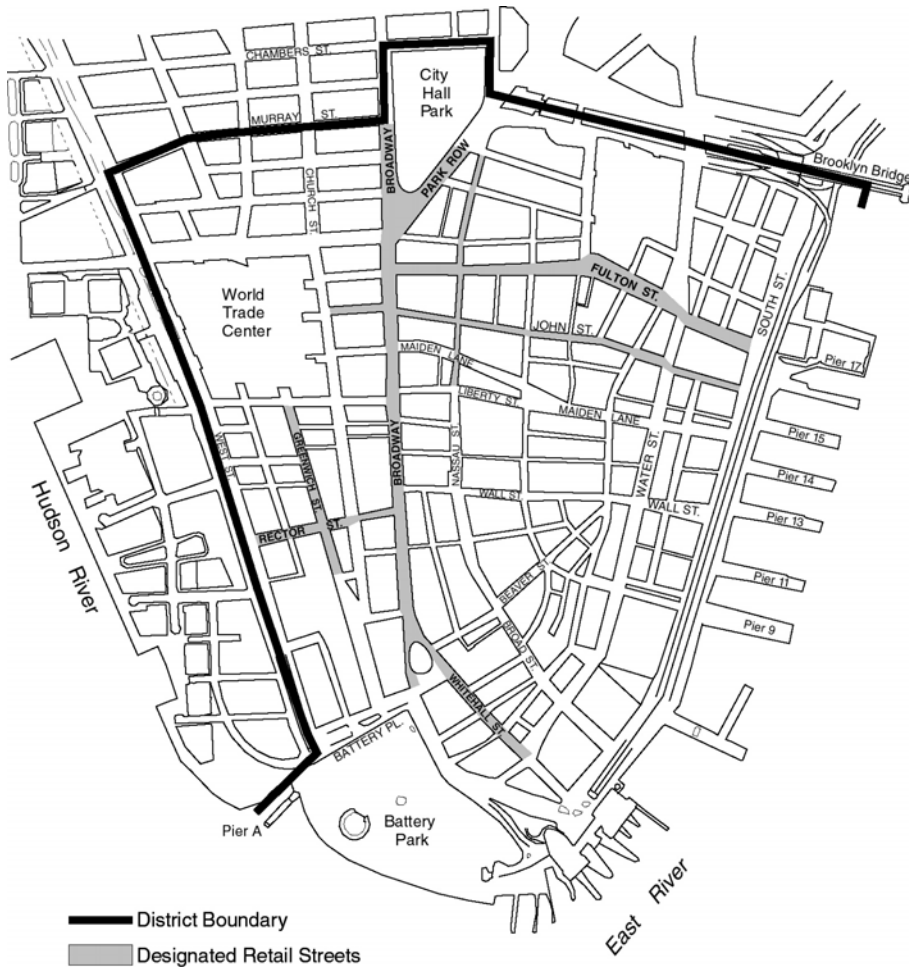 CHAMBERS ST.
City
Hall
Park
MURRAY ST.
BROADWAY
PARK ROW
Brooklyn Bridge
CHURCH ST.
FULTON ST.
SOUTH ST.
World
Trade
Center
JOHN ST.
MAIDEN LANE
Pier 17
LIBERTY ST.
MAIDEN LANE
Pier 15
WEST ST.
GREENWICH ST.
BROADWAY
NASSAU ST.
WATER ST.
Pier 14
WALL ST.
WALL ST.
Pier 13
RECTOR ST.
Hudson River
BEAVER ST.
Pier 11
BROAD ST.
Pier 9
WHITEHALL ST.
BATTERY PL.
Pier A
Battery
Park
East River
District Boundary
Designated Retail Streets